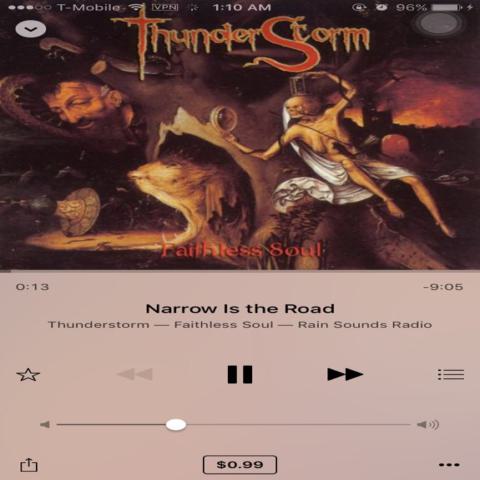 T-Mobile VPN 1:10 AM 96%
ThunderStorm
Faithless Soul
0:13 -9:05
Narrow Is the Road
Thunderstorm — Faithless Soul — Rain Sounds Radio
$0.99